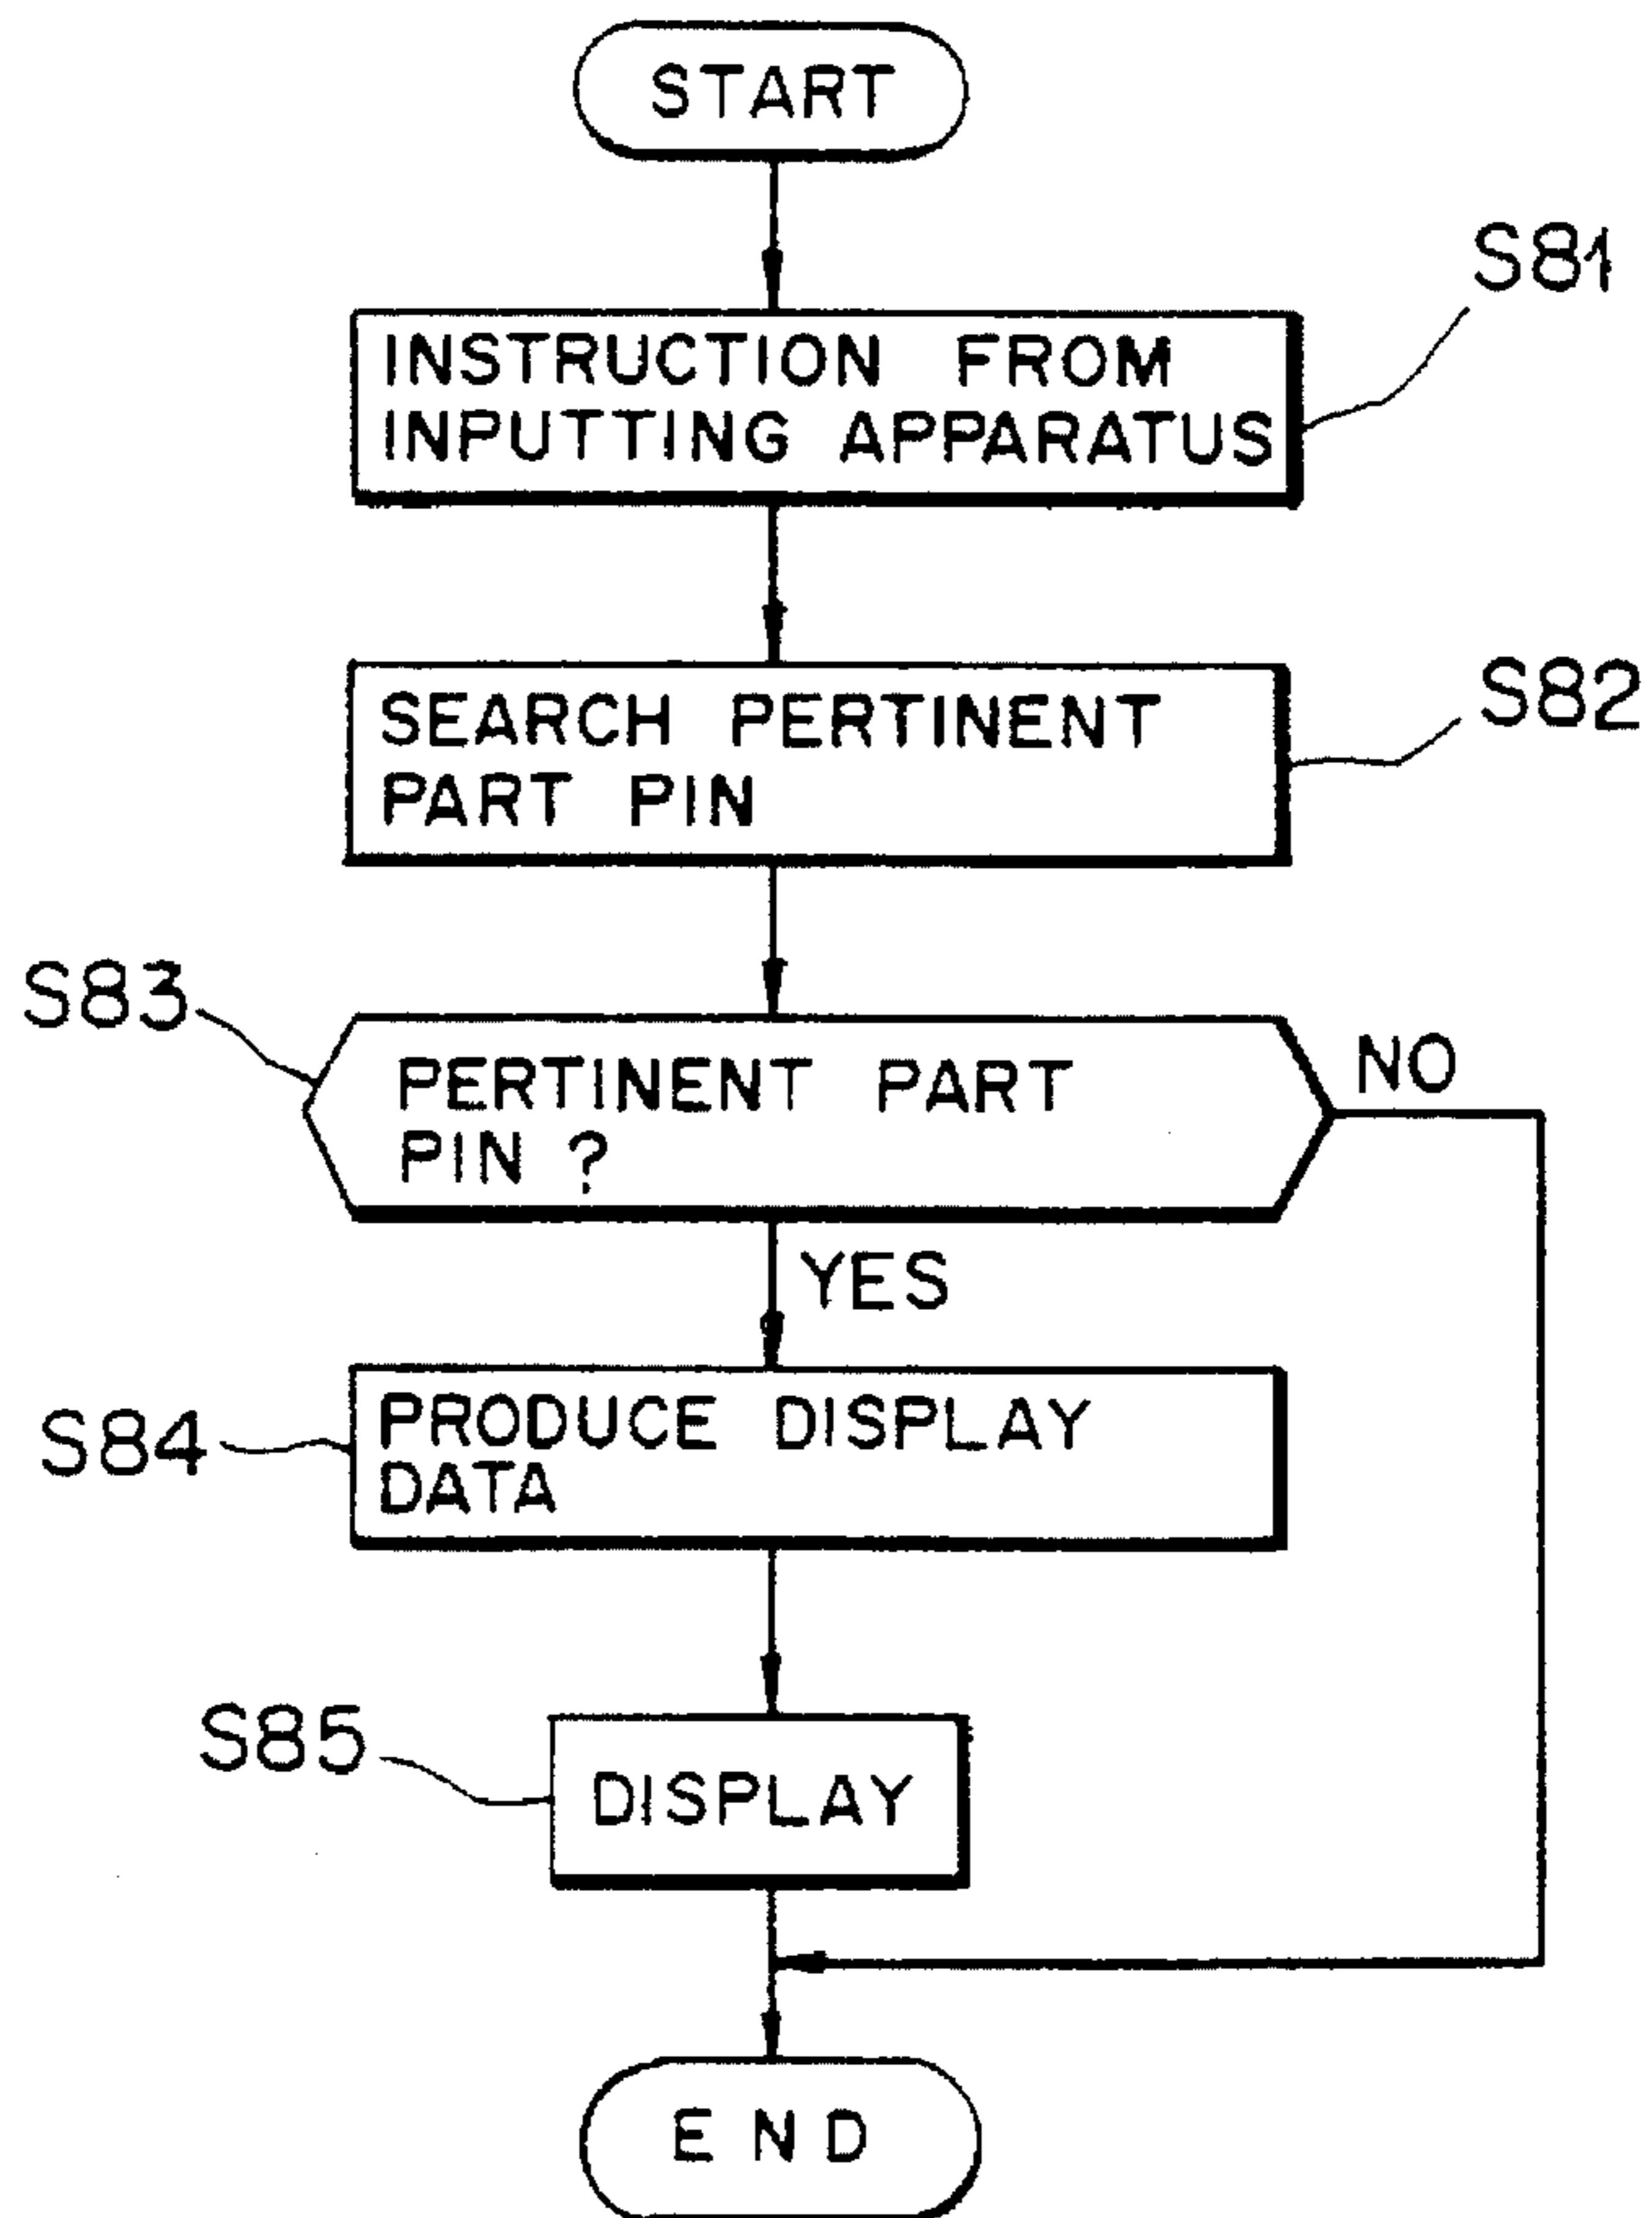 START
S81
INSTRUCTION FROM
INPUTTING APPARATUS
S82
SEARCH PERTINENT
PART PIN
S83
PERTINENT PART
PIN ?
NO
YES
S84
PRODUCE DISPLAY
DATA
S85
DISPLAY
END